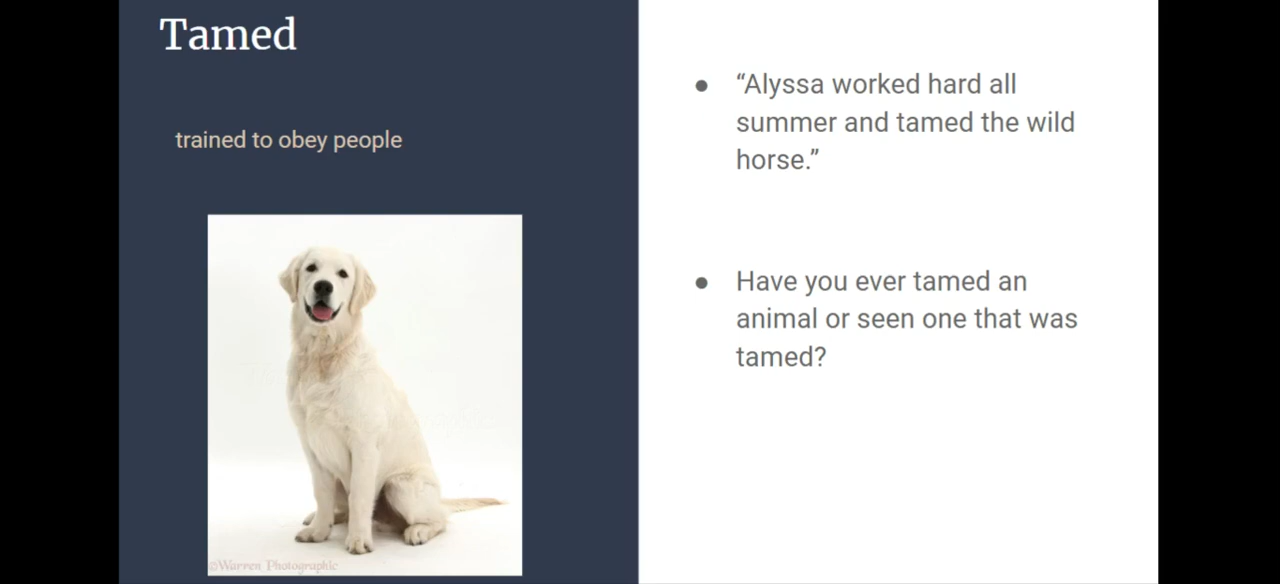 Tamed
trained to obey people
©Warren Photographic
● “Alyssa worked hard all
summer and tamed the wild
horse.”
● Have you ever tamed an
animal or seen one that was
tamed?